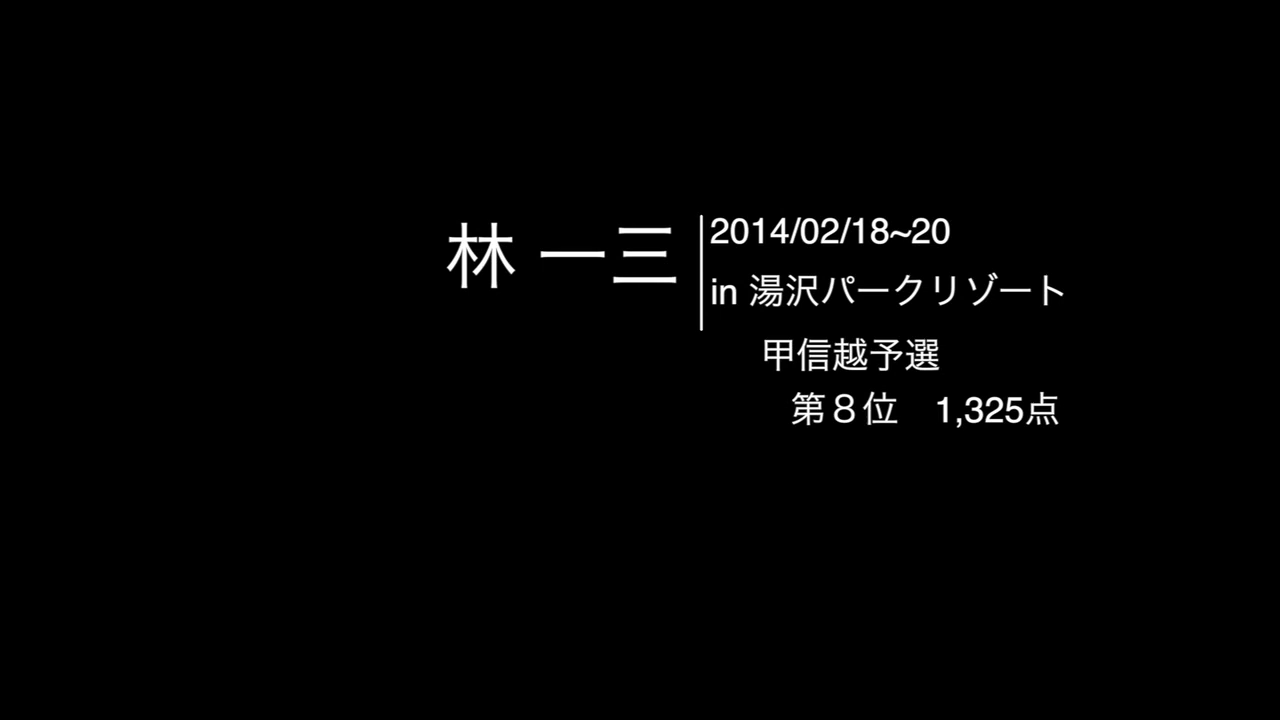 林 一三
2014/02/18~20
in 湯沢パークリゾート
甲信越予選
第８位　1,325点